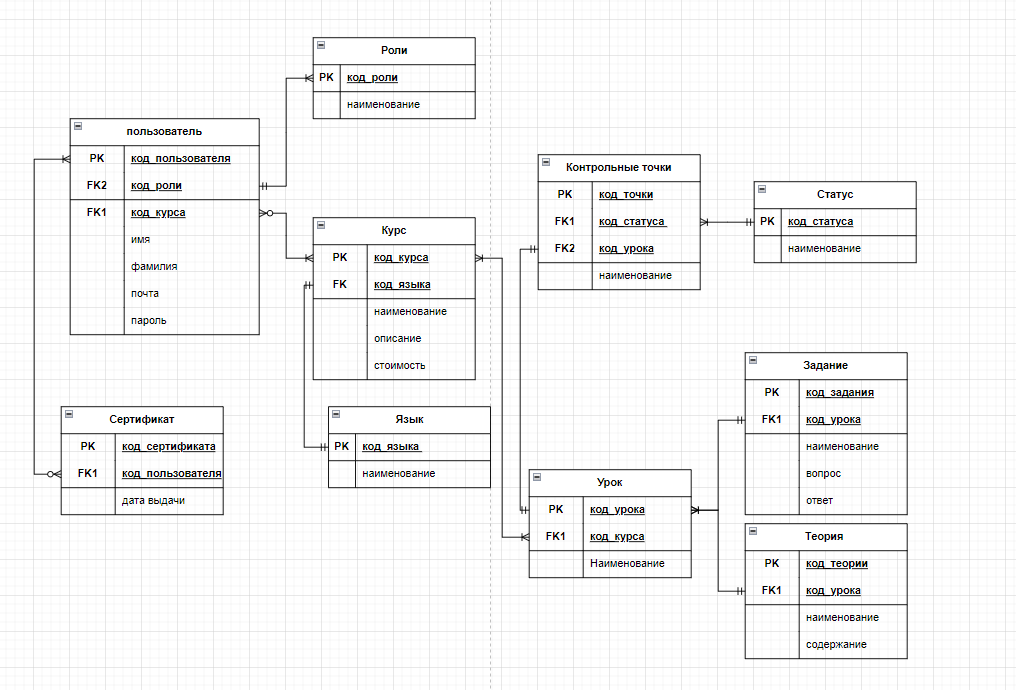 Роли
PK код_роли
наименование
пользователь
PK код_пользователя
FK2 код_роли
FK1 код_курса
имя
фамилия
почта
пароль
Курс
PK код_курса
FK код_языка
наименование
описание
стоимость
Контрольные точки
PK код_точки
FK1 код_статуса
FK2 код_урока
наименование
Статус
PK код_статуса
наименование
Сертификат
PK код_сертификата
FK1 код_пользователя
дата выдачи
Язык
PK код_языка
наименование
Урок
PK код_урока
FK1 код_курса
Наименование
Задание
PK код_задания
FK1 код_урока
наименование
вопрос
ответ
Теория
PK код_теории
FK1 код_урока
наименование
содержание